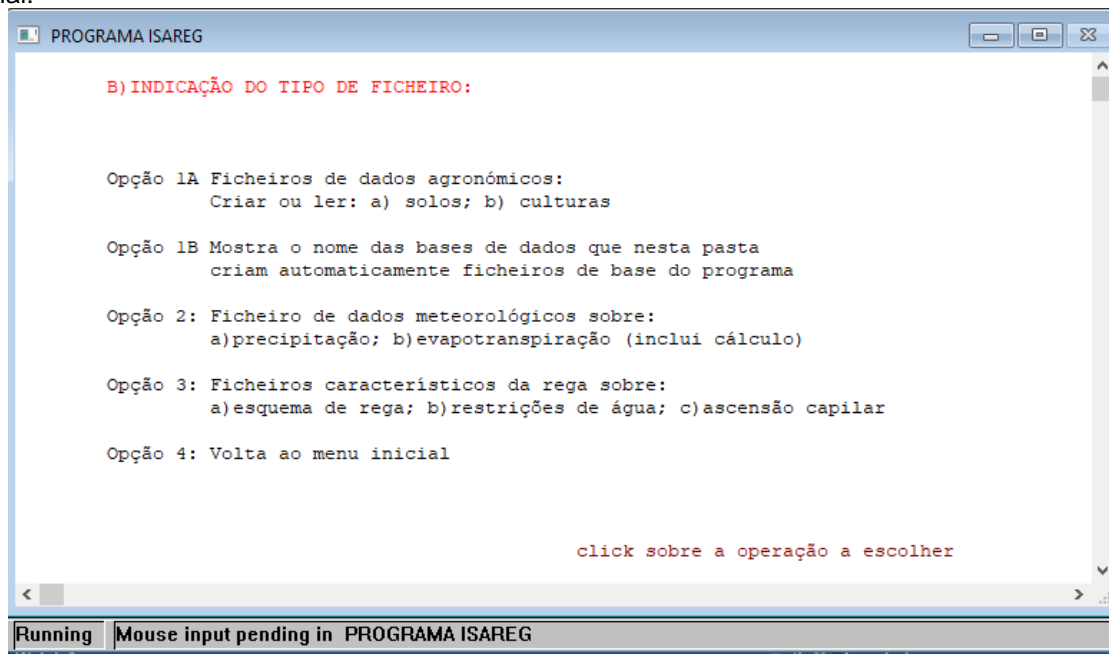 PROGRAMA ISAREG
B)INDICAÇÃO DO TIPO DE FICHEIRO:
Opção 1A Ficheiros de dados agronómicos:
Criar ou ler: a) solos; b) culturas
Opção 1B Mostra o nome das bases de dados que nesta pasta
criam automaticamente ficheiros de base do programa
Opção 2: Ficheiro de dados meteorológicos sobre:
a)precipitação; b)evapotranspiração (inclui cálculo)
Opção 3: Ficheiros característicos da rega sobre:
a)esquema de rega; b)restrições de água; c)ascensão capilar
Opção 4: Volta ao menu inicial
click sobre a operação a escolher
Running Mouse input pending in PROGRAMA ISAREG